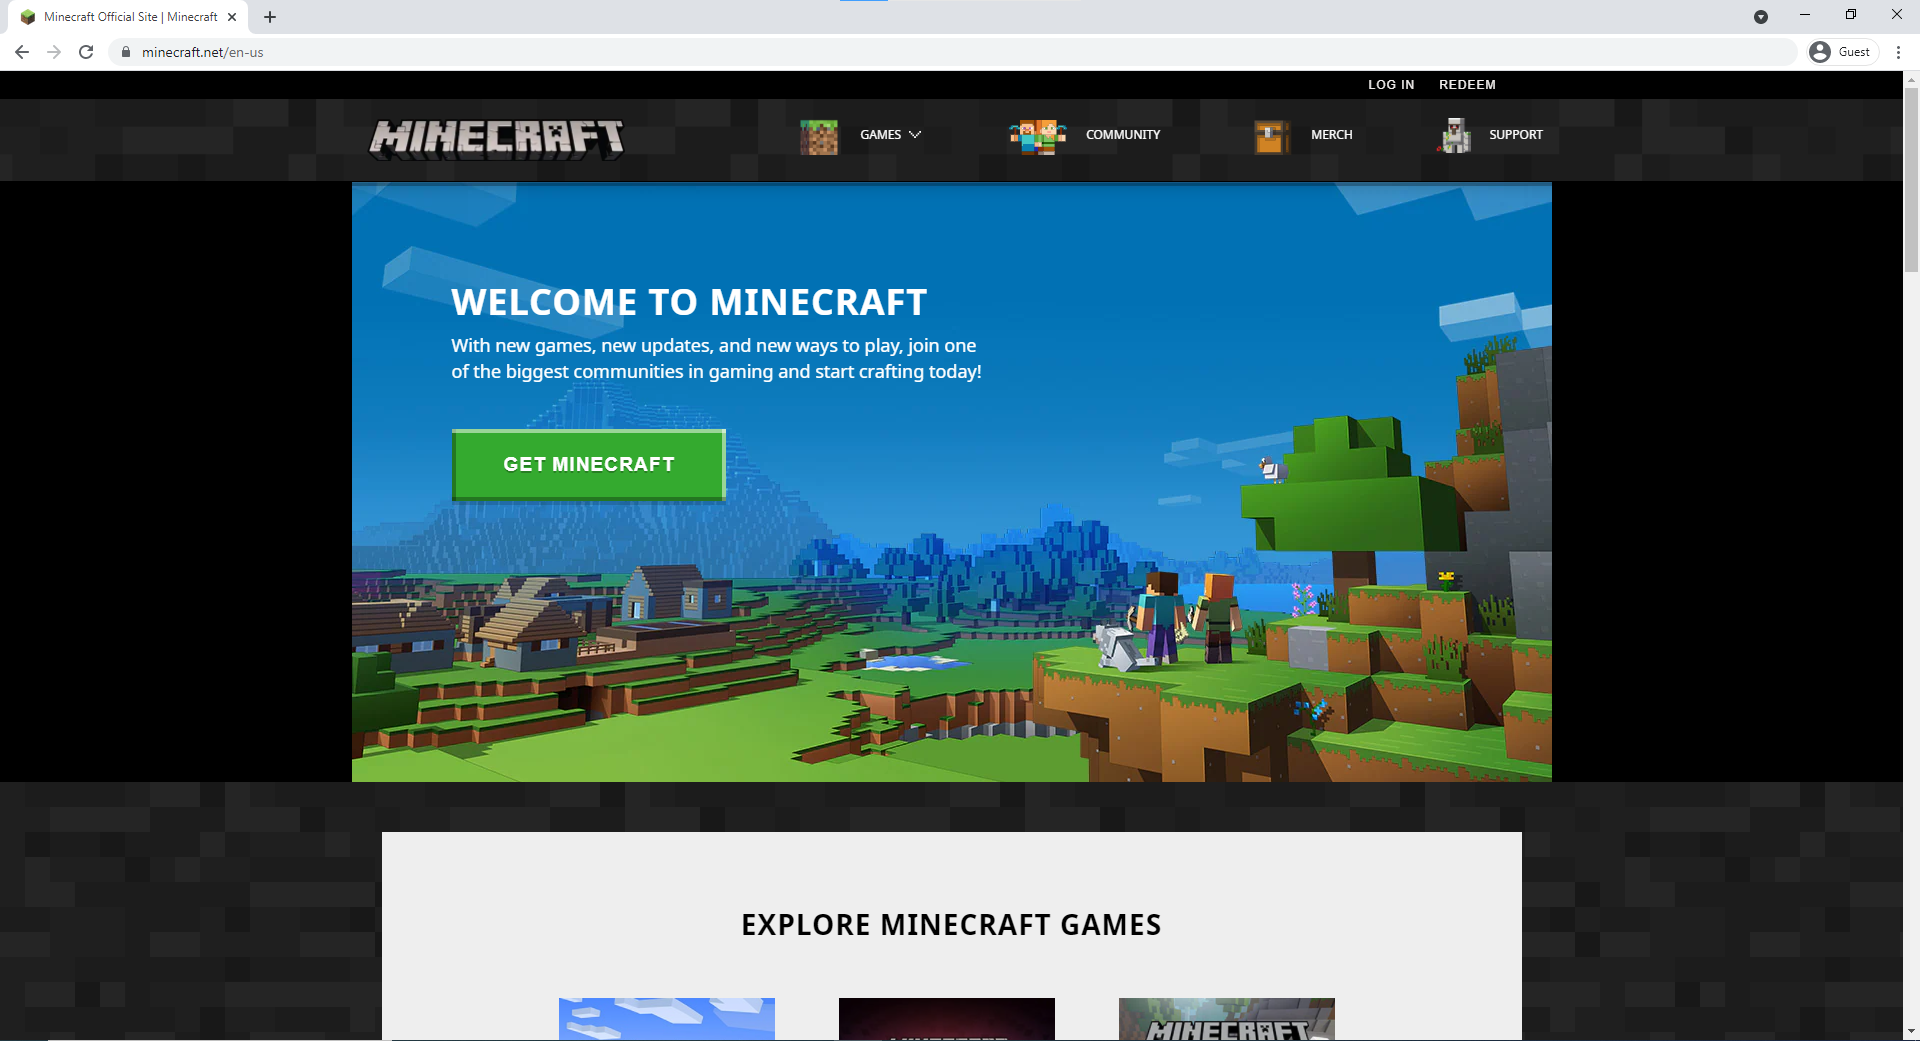 Minecraft Official Site | Minecraft
minecraft.net/en-us
Guest
LOG IN
REDEEM
MINECRAFT
GAMES
COMMUNITY
MERCH
SUPPORT
WELCOME TO MINECRAFT
With new games, new updates, and new ways to play, join one
of the biggest communities in gaming and start crafting today!
GET MINECRAFT
EXPLORE MINECRAFT GAMES
MINECRAFT